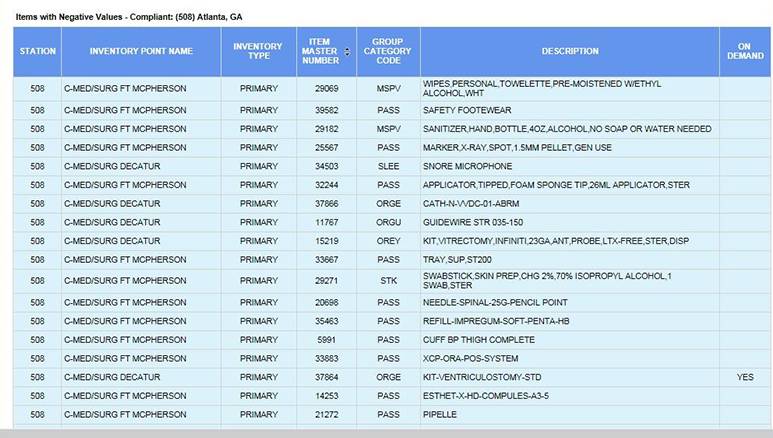 Items with Negative Values - Compliant: (508) Atlanta, GA
STATION INVENTORY POINT NAME INVENTORY TYPE ITEM MASTER NUMBER GROUP CATEGORY CODE DESCRIPTION ON DEMAND
508 C-MED/SURG FT MCPHERSON PRIMARY 29069 MSPV WIPES,PERSONAL,TOWELETTE,PRE-MOISTENED W/ETHYL ALCOHOL,WHT
508 C-MED/SURG FT MCPHERSON PRIMARY 39582 PASS SAFETY FOOTWEAR
508 C-MED/SURG FT MCPHERSON PRIMARY 29182 MSPV SANITIZER,HAND,BOTTLE,4OZ,ALCOHOL,NO SOAP OR WATER NEEDED
508 C-MED/SURG FT MCPHERSON PRIMARY 25567 PASS MARKER,X-RAY,SPOT,1.5MM PELLET,GEN USE
508 C-MED/SURG DECATUR PRIMARY 34503 SLEE SNORE MICROPHONE
508 C-MED/SURG FT MCPHERSON PRIMARY 32244 PASS APPLICATOR,TIPPED,FOAM SPONGE TIP,26ML APPLICATOR,STER
508 C-MED/SURG DECATUR PRIMARY 37866 ORGE CATH-N-VVDC-01-ABRM
508 C-MED/SURG DECATUR PRIMARY 11767 ORGU GUIDEWIRE STR 035-150
508 C-MED/SURG DECATUR PRIMARY 15219 OREY KIT,VITRECTOMY,INFINITI,23GA,ANT,PROBE,LTX-FREE,STER,DISP
508 C-MED/SURG FT MCPHERSON PRIMARY 33667 PASS TRAY,SUP,ST200
508 C-MED/SURG FT MCPHERSON PRIMARY 29271 STK SWABSTICK,SKIN PREP,CHG 2%,70% ISOPROPYL ALCOHOL,1 SWAB,STER
508 C-MED/SURG FT MCPHERSON PRIMARY 20698 PASS NEEDLE-SPINAL-25G-PENCIL POINT
508 C-MED/SURG FT MCPHERSON PRIMARY 35463 PASS REFILL-IMPREGUM-SOFT-PENTA-HB
508 C-MED/SURG FT MCPHERSON PRIMARY 5991 PASS CUFF BP THIGH COMPLETE
508 C-MED/SURG FT MCPHERSON PRIMARY 33883 PASS XCP-ORA-POS-SYSTEM
508 C-MED/SURG DECATUR PRIMARY 37864 ORGE KIT-VENTRICULOSTOMY-STD YES
508 C-MED/SURG FT MCPHERSON PRIMARY 14253 PASS ESTHET-X-HD-COMPULES-A3-5
508 C-MED/SURG FT MCPHERSON PRIMARY 21272 PASS PIPELLE